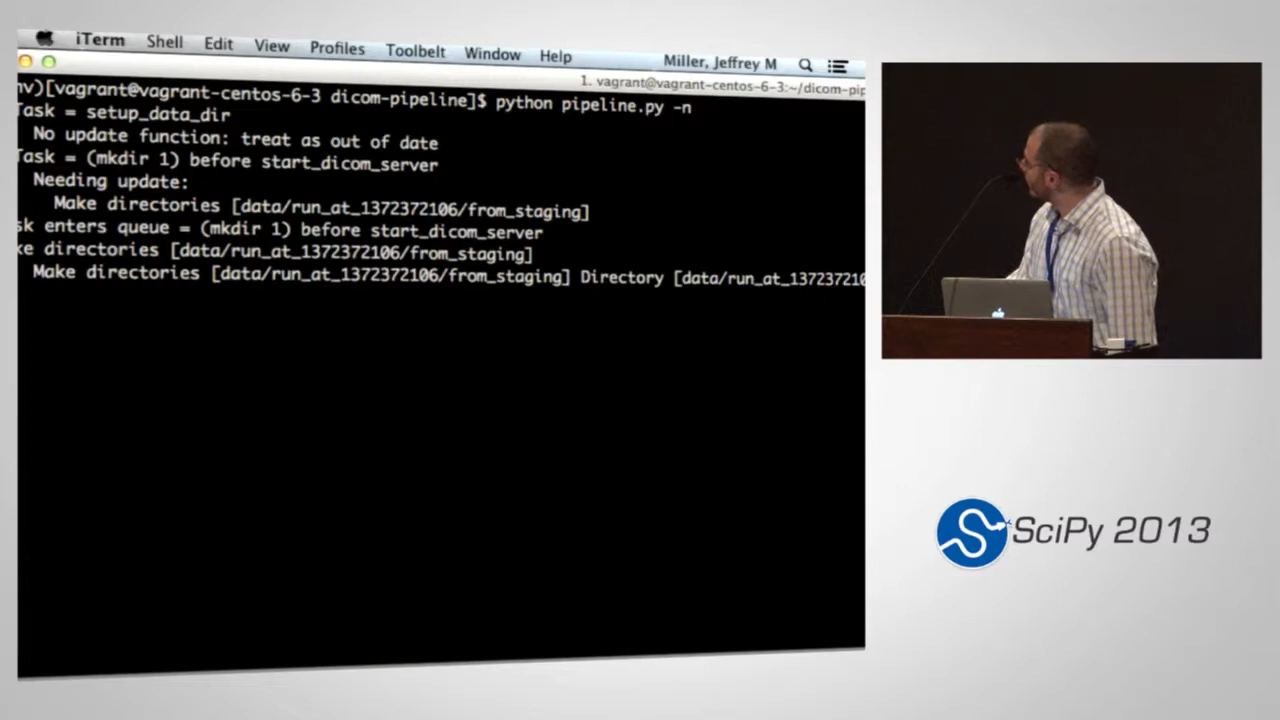 iTerm Shell Edit View Profiles Toolbelt Window Help Miller, Jeffrey M
1. vagrant@vagrant-centos-6-3:~/dicom-pip
nv)[vagrant@vagrant-centos-6-3 dicom-pipeline]$ python pipeline.py -n
Task = setup_data_dir
No update function: treat as out of date
Task = (mkdir 1) before start_dicom_server
Needing update:
Make directories [data/run_at_1372372106/from_staging]
sk enters queue = (mkdir 1) before start_dicom_server
ke directories [data/run_at_1372372106/from_staging]
Make directories [data/run_at_1372372106/from_staging] Directory [data/run_at_137237210
SciPy 2013